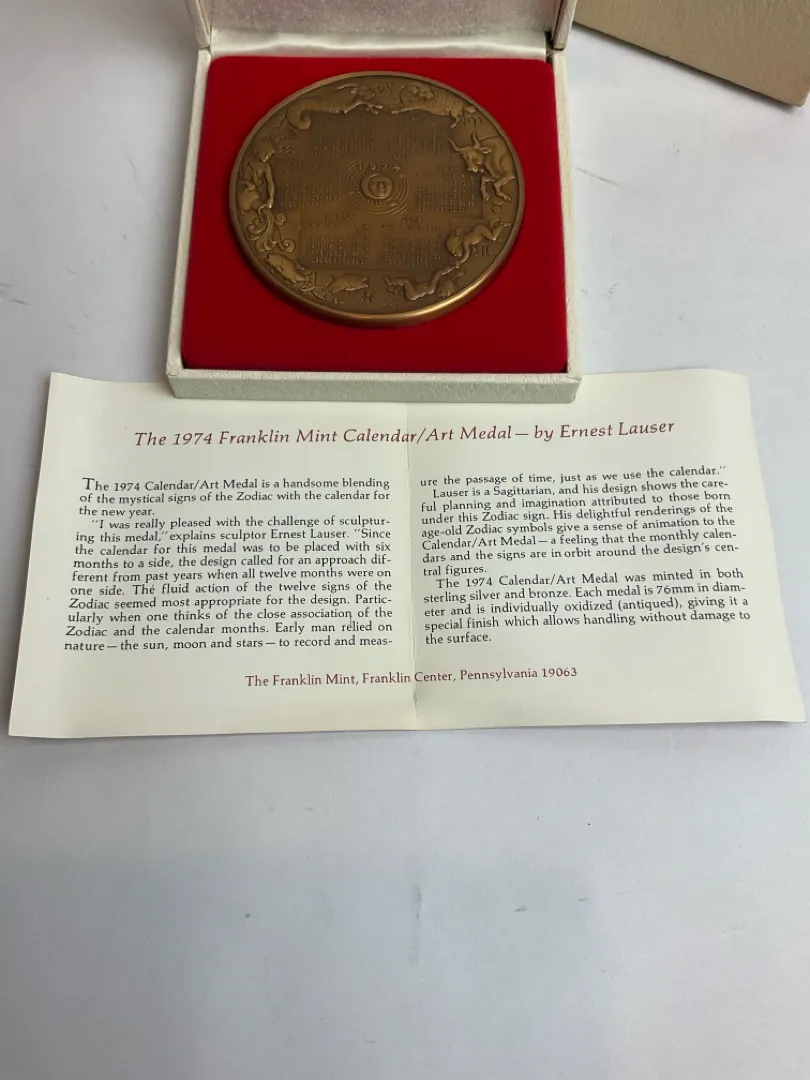 1974
The 1974 Franklin Mint Calendar/Art Medal — by Ernest Lauser
The 1974 Calendar/Art Medal is a handsome blending
of the mystical signs of the Zodiac with the calendar for
the new year.
"I was really pleased with the challenge of sculptur-
ing this medal," explains sculptor Ernest Lauser. "Since
the calendar for this medal was to be placed with six
months to a side, the design called for an approach dif-
ferent from past years when all twelve months were on
one side. The fluid action of the twelve signs of the
Zodiac seemed most appropriate for the design. Partic-
ularly when one thinks of the close association of the
Zodiac and the calendar months. Early man relied on
nature — the sun, moon and stars — to record and meas-
ure the passage of time, just as we use the calendar."
Lauser is a Sagittarian, and his design shows the care-
ful planning and imagination attributed to those born
under this Zodiac sign. His delightful renderings of the
age-old Zodiac symbols give a sense of animation to the
Calendar/Art Medal — a feeling that the monthly calen-
dars and the signs are in orbit around the design's cen-
tral figures.
The 1974 Calendar/Art Medal was minted in both
sterling silver and bronze. Each medal is 76mm in diam-
eter and is individually oxidized (antiqued), giving it a
special finish which allows handling without damage to
the surface.
The Franklin Mint, Franklin Center, Pennsylvania 19063